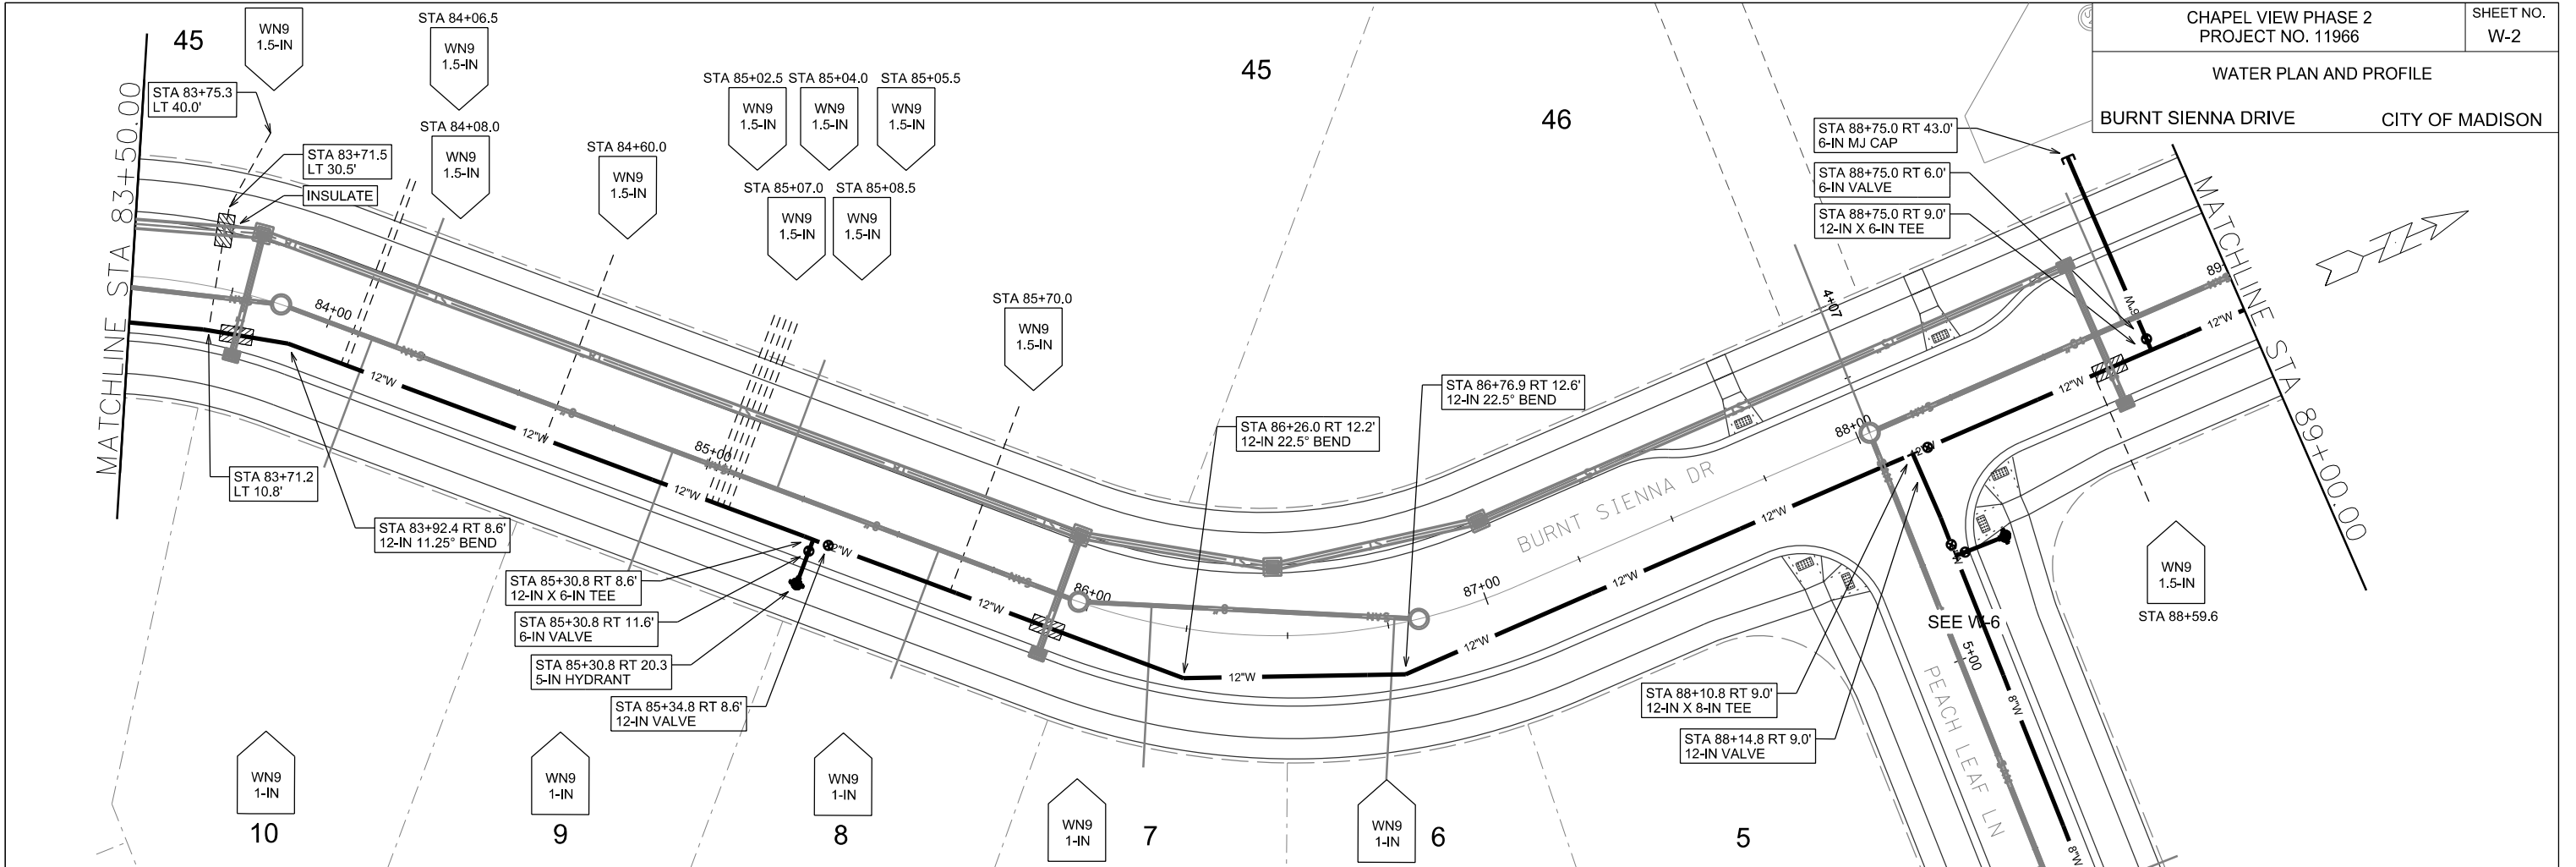 CHAPEL VIEW PHASE 2
PROJECT NO. 11966
SHEET NO.
W-2
WATER PLAN AND PROFILE
BURNT SIENNA DRIVE
CITY OF MADISON
45
WN9
1.5-IN
STA 84+06.5
WN9
1.5-IN
STA 83+75.3
LT 40.0'
STA 84+08.0
WN9
1.5-IN
STA 83+71.5
LT 30.5'
INSULATE
MATCHLINE STA 83+50.00
STA 84+60.0
WN9
1.5-IN
STA 85+02.5
STA 85+04.0
STA 85+05.5
WN9
1.5-IN
WN9
1.5-IN
WN9
1.5-IN
STA 85+07.0
STA 85+08.5
WN9
1.5-IN
WN9
1.5-IN
45
46
STA 88+75.0 RT 43.0'
6-IN MJ CAP
STA 88+75.0 RT 6.0'
6-IN VALVE
STA 88+75.0 RT 9.0'
12-IN X 6-IN TEE
MATCHLINE STA 89+00.00
STA 85+70.0
WN9
1.5-IN
84+00
85+00
86+00
87+00
88+00
89+
4+07
5+00
12"W
12"W
12"W
12"W
12"W
12"W
12"W
12"W
12"W
12"W
12"W
12"W
12"W
6"W
8"W
8"W
STA 83+71.2
LT 10.8'
STA 83+92.4 RT 8.6'
12-IN 11.25° BEND
STA 86+26.0 RT 12.2'
12-IN 22.5° BEND
STA 86+76.9 RT 12.6'
12-IN 22.5° BEND
BURNT SIENNA DR
STA 85+30.8 RT 8.6'
12-IN X 6-IN TEE
STA 85+30.8 RT 11.6'
6-IN VALVE
STA 85+30.8 RT 20.3
5-IN HYDRANT
STA 85+34.8 RT 8.6'
12-IN VALVE
STA 88+10.8 RT 9.0'
12-IN X 8-IN TEE
STA 88+14.8 RT 9.0'
12-IN VALVE
SEE W-6
PEACH LEAF LN
WN9
1.5-IN
STA 88+59.6
WN9
1-IN
10
WN9
1-IN
9
WN9
1-IN
8
WN9
1-IN
7
WN9
1-IN
6
5